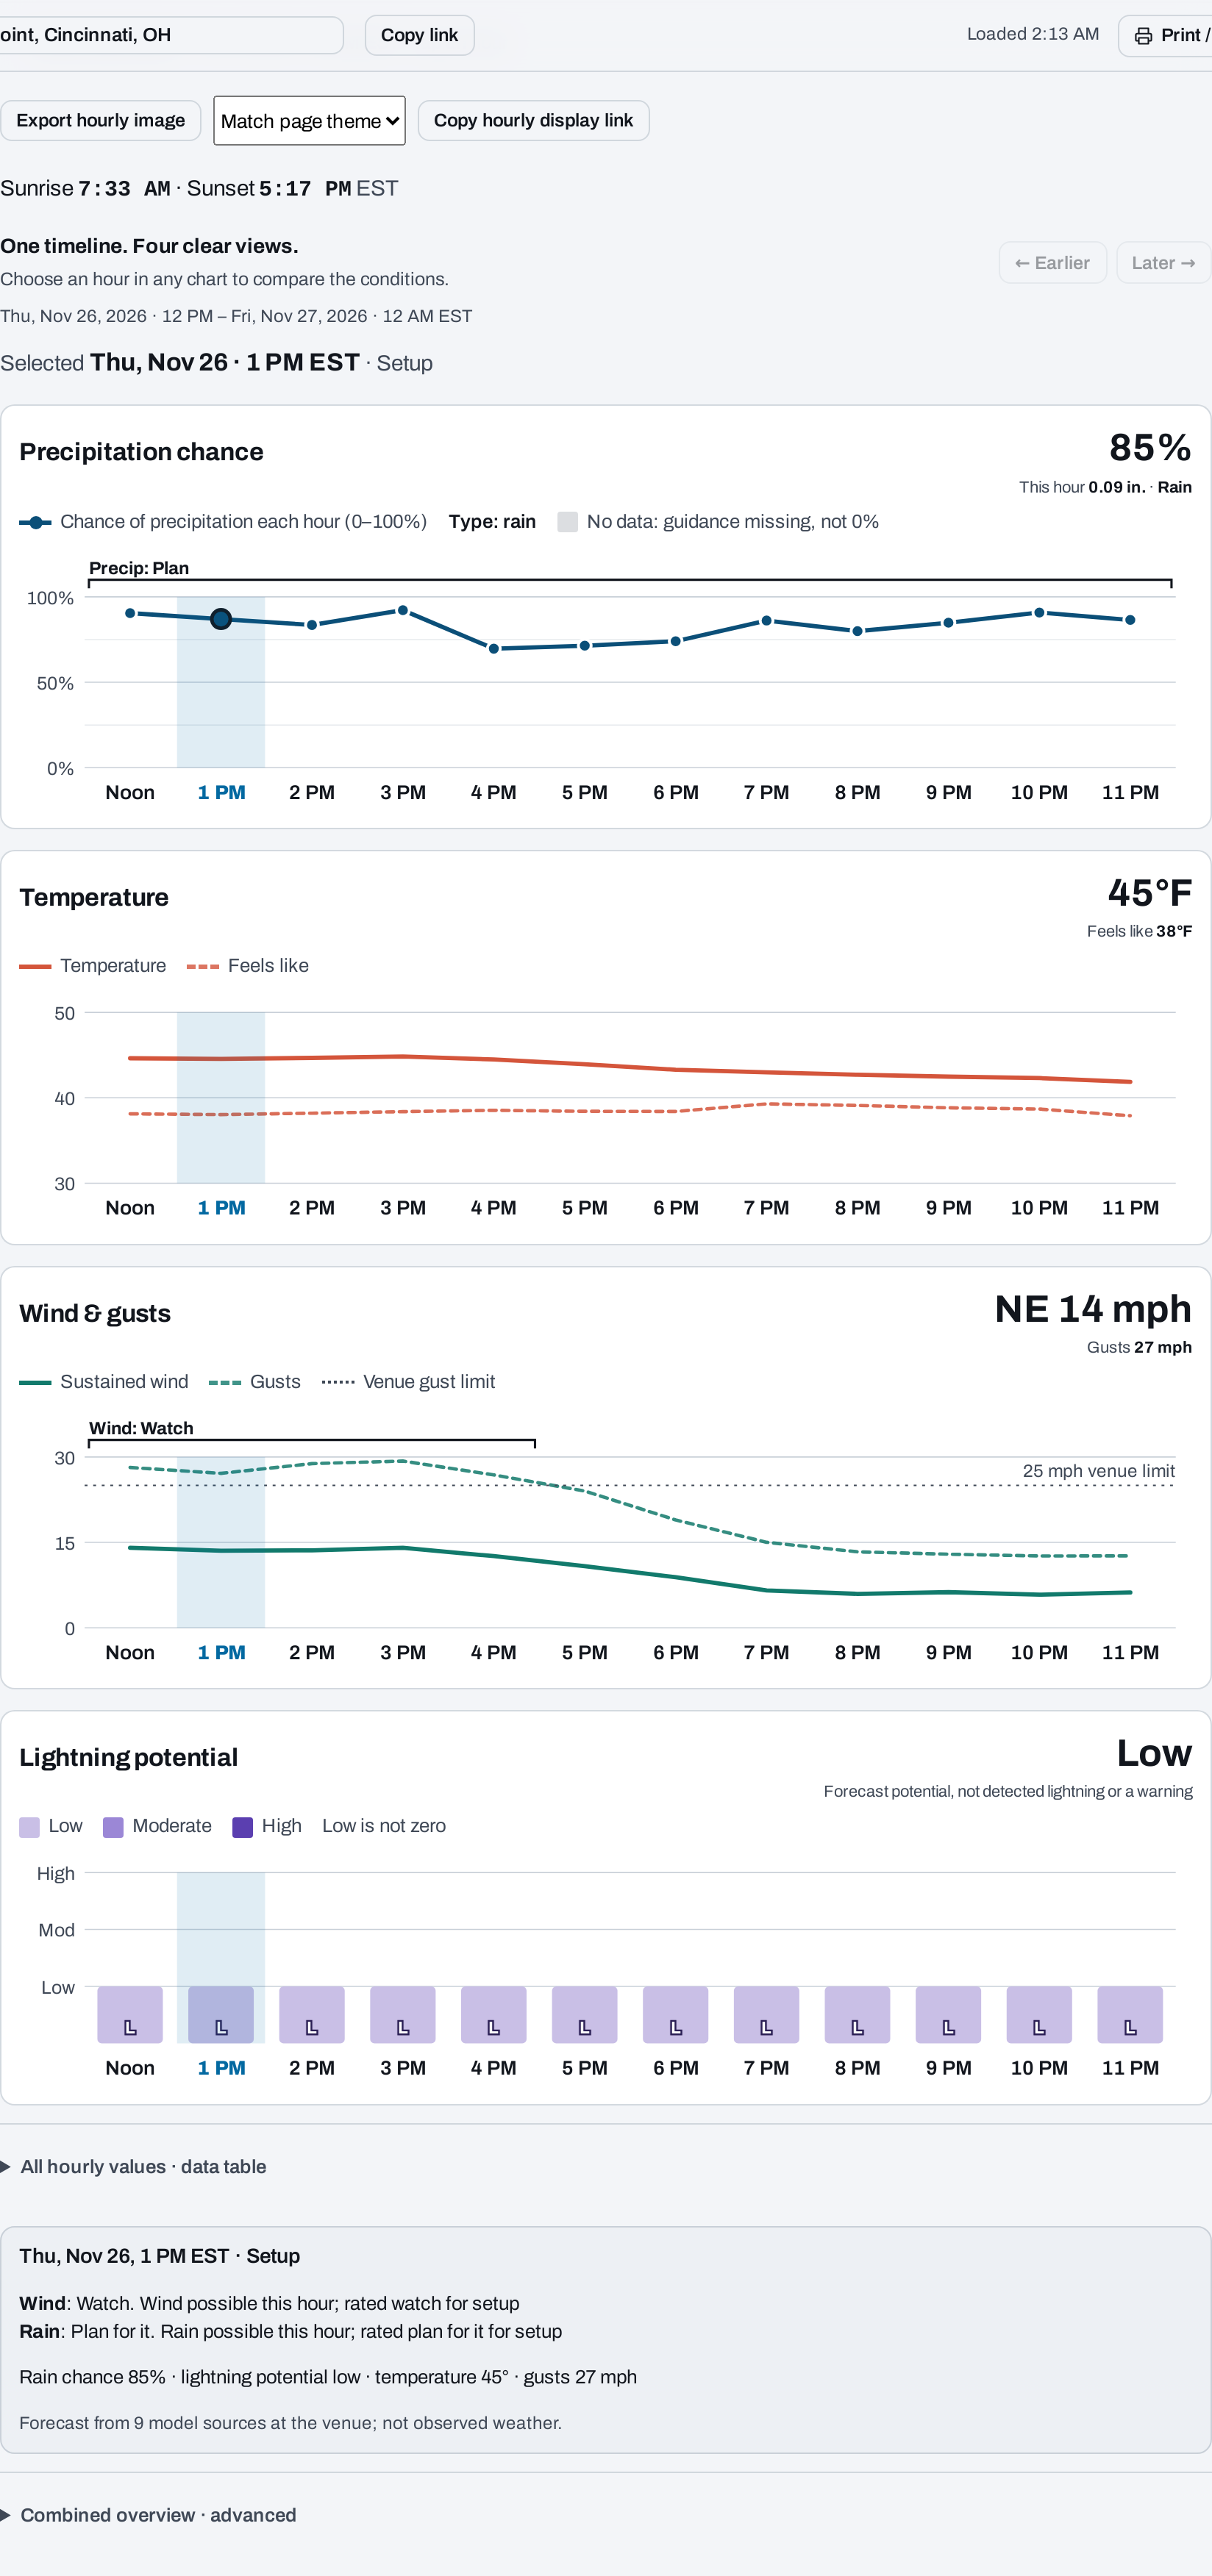 oint, Cincinnati, OH Copy link Loaded 2:13 AM Print /
Export hourly image Match page theme Copy hourly display link
Sunrise 7:33 AM · Sunset 5:17 PM EST
One timeline. Four clear views.
← Earlier Later →
Choose an hour in any chart to compare the conditions.
Thu, Nov 26, 2026 · 12 PM – Fri, Nov 27, 2026 · 12 AM EST
Selected Thu, Nov 26 · 1 PM EST · Setup
Precipitation chance 85%
This hour 0.09 in. · Rain
Chance of precipitation each hour (0–100%) Type: rain No data: guidance missing, not 0%
Precip: Plan
100%
50%
0%
Noon 1 PM 2 PM 3 PM 4 PM 5 PM 6 PM 7 PM 8 PM 9 PM 10 PM 11 PM
Temperature 45°F
Feels like 38°F
Temperature Feels like
50
40
30
Noon 1 PM 2 PM 3 PM 4 PM 5 PM 6 PM 7 PM 8 PM 9 PM 10 PM 11 PM
Wind & gusts NE 14 mph
Gusts 27 mph
Sustained wind Gusts Venue gust limit
Wind: Watch
30
25 mph venue limit
15
0
Noon 1 PM 2 PM 3 PM 4 PM 5 PM 6 PM 7 PM 8 PM 9 PM 10 PM 11 PM
Lightning potential Low
Forecast potential, not detected lightning or a warning
Low Moderate High Low is not zero
High
Mod
Low
L L L L L L L L L L L L
Noon 1 PM 2 PM 3 PM 4 PM 5 PM 6 PM 7 PM 8 PM 9 PM 10 PM 11 PM
All hourly values · data table
Thu, Nov 26, 1 PM EST · Setup
Wind: Watch. Wind possible this hour; rated watch for setup
Rain: Plan for it. Rain possible this hour; rated plan for it for setup
Rain chance 85% · lightning potential low · temperature 45° · gusts 27 mph
Forecast from 9 model sources at the venue; not observed weather.
Combined overview · advanced